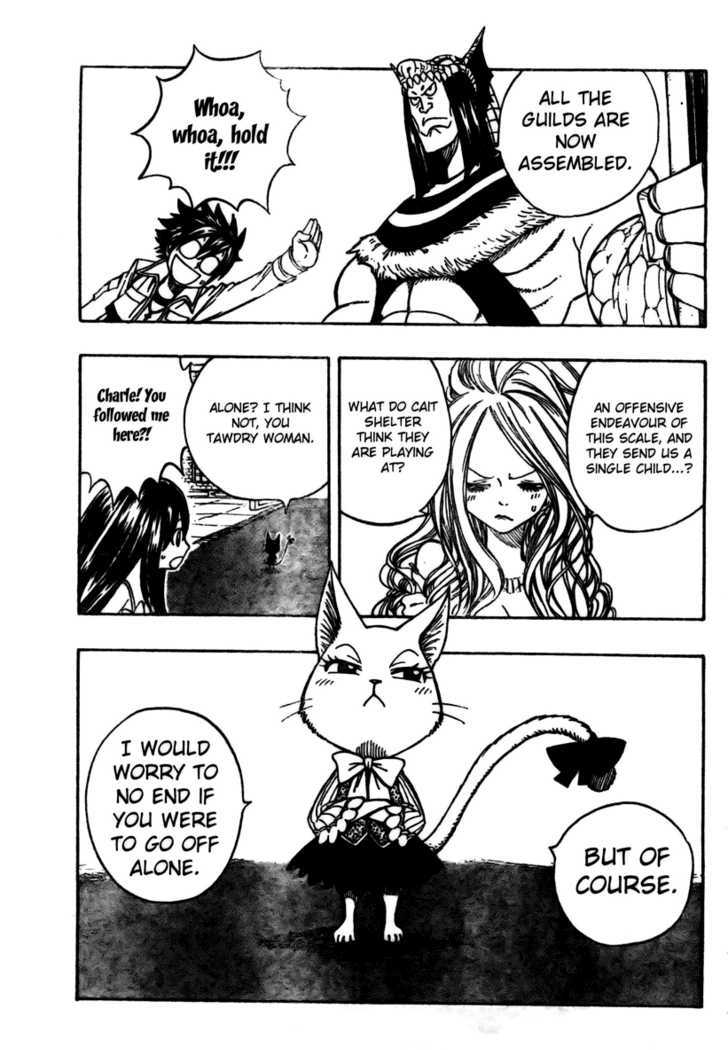 ALL THE
GUILDS ARE
NOW
ASSEMBLED.
Whoa,
whoa, hold
it!!!
AN OFFENSIVE
ENDEAVOUR OF
THIS SCALE, AND
THEY SEND US A
SINGLE CHILD...?
WHAT DO CAIT
SHELTER
THINK THEY
ARE PLAYING
AT?
ALONE? I THINK
NOT, YOU
TAWDRY WOMAN.
Charle! You
followed me
here?!
BUT OF
COURSE.
I WOULD
WORRY TO
NO END IF
YOU WERE
TO GO OFF
ALONE.